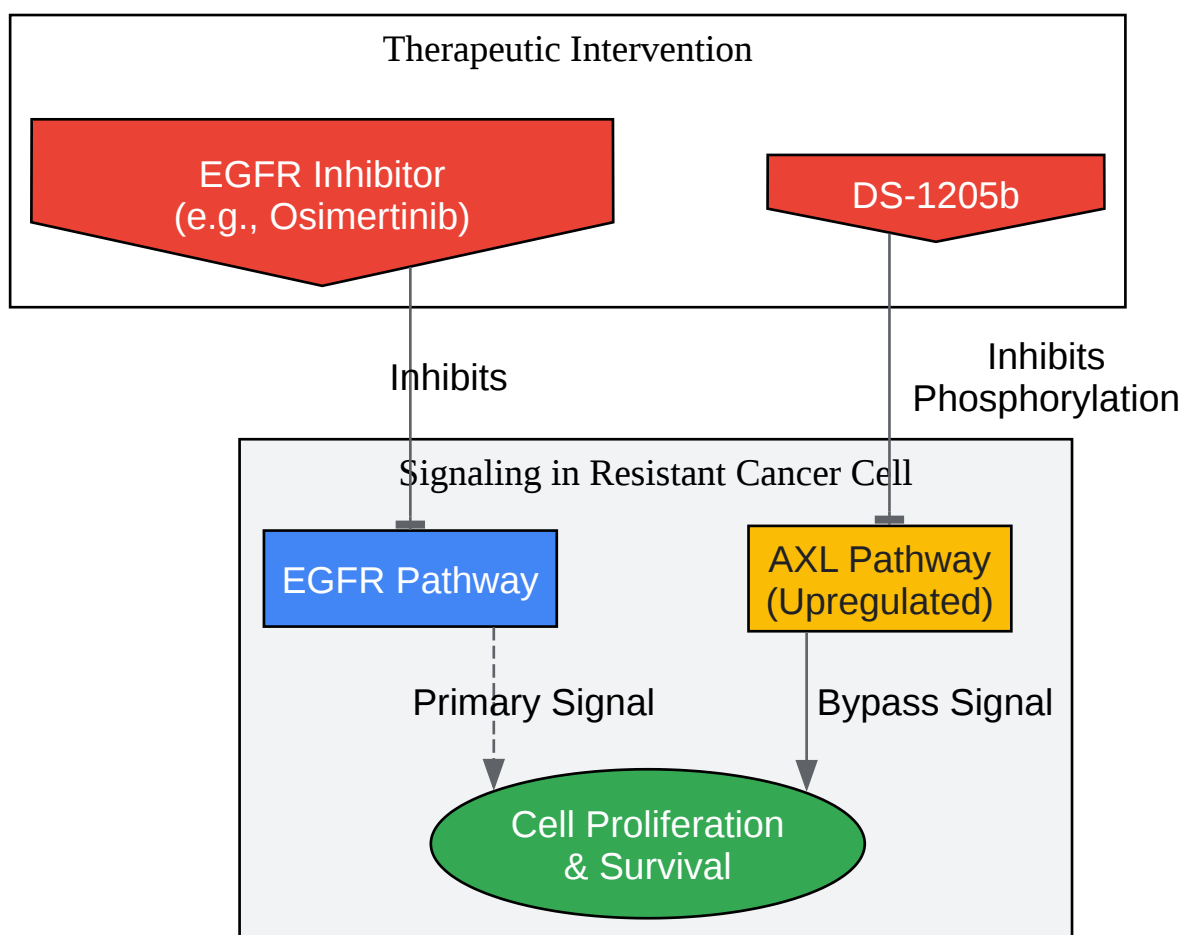 Therapeutic Intervention
EGFR Inhibitor
(e.g., Osimertinib)
DS-1205b
Inhibits
Inhibits
Phosphorylation
Signaling in Resistant Cancer Cell
EGFR Pathway
AXL Pathway
(Upregulated)
Primary Signal
Bypass Signal
Cell Proliferation
& Survival